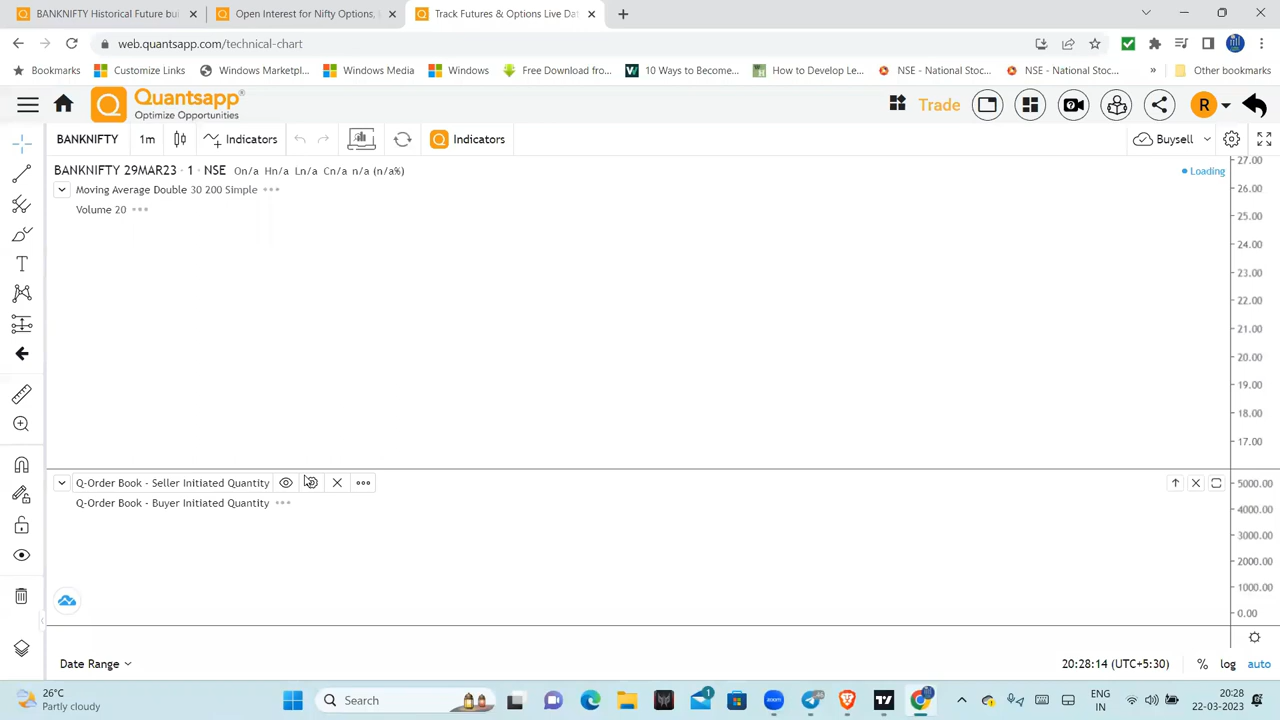 BANKNIFTY Historical Future bui
Open Interest for Nifty Options,
Track Futures & Options Live Dat
web.quantsapp.com/technical-chart
Bookmarks
Customize Links
Windows Marketpl...
Windows Media
Windows
Free Download fro...
10 Ways to Become...
How to Develop Le...
NSE - National Stoc...
NSE - National Stoc...
»
Other bookmarks
Quantsapp
Optimize Opportunities
Trade
R
BANKNIFTY
1m
Indicators
Indicators
Buysell
BANKNIFTY 29MAR23 · 1 · NSE On/a Hn/a Ln/a Cn/a n/a (n/a%)
Loading
Moving Average Double 30 200 Simple
Volume 20
27.00
26.00
25.00
24.00
23.00
22.00
21.00
20.00
19.00
18.00
17.00
Q-Order Book - Seller Initiated Quantity
Q-Order Book - Buyer Initiated Quantity
5000.00
4000.00
3000.00
2000.00
1000.00
0.00
Date Range
20:28:14 (UTC+5:30)
%
log
auto
26°C
Partly cloudy
Search
1
zoom
ENG
IN
20:28
22-03-2023